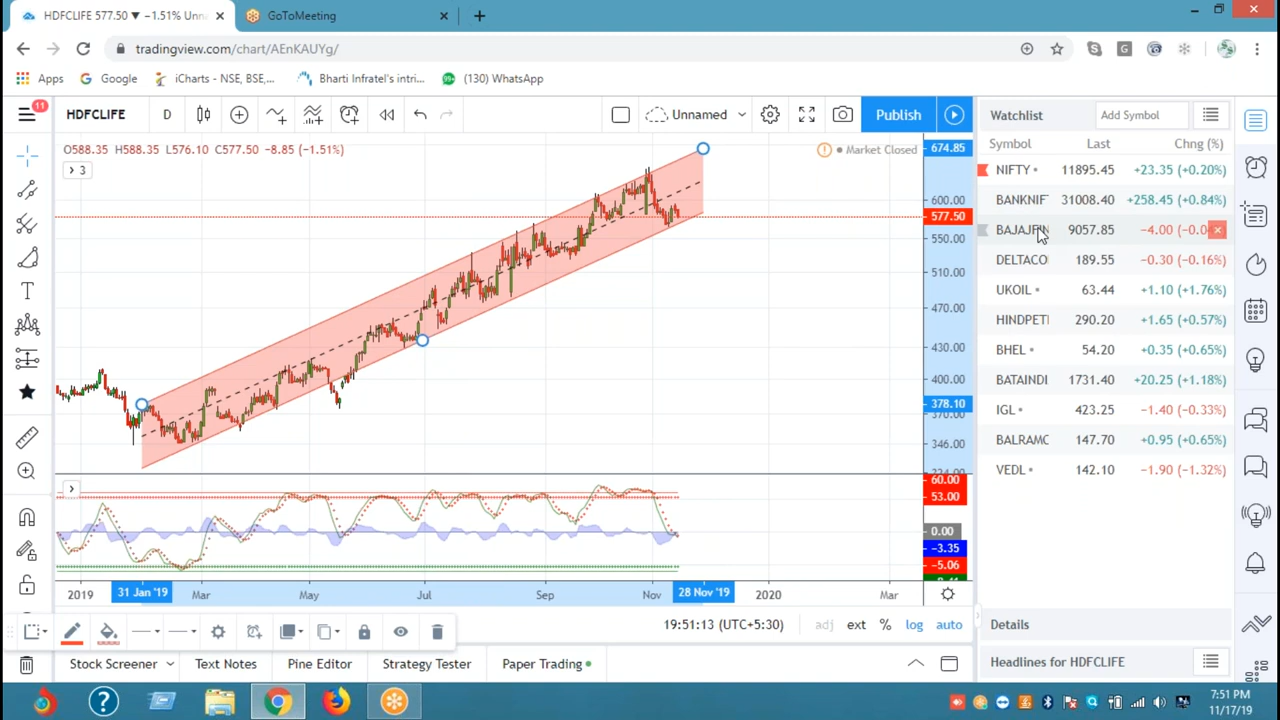 HDFCLIFE 577.50 ▼ −1.51% Unna
GoToMeeting
tradingview.com/chart/AEnKAUYg/
Apps
Google
iCharts - NSE, BSE,...
Bharti Infratel's intri...
(130) WhatsApp
11
HDFCLIFE
D
Unnamed
Publish
O588.35 H588.35 L576.10 C577.50 −8.85 (−1.51%)
Market Closed
3
674.85
600.00
577.50
550.00
510.00
470.00
430.00
400.00
378.10
370.00
346.00
60.00
53.00
0.00
−3.35
−5.06
2019
31 Jan '19
Mar
May
Jul
Sep
Nov
28 Nov '19
2020
Mar
19:51:13 (UTC+5:30)
adj
ext
%
log
auto
Stock Screener
Text Notes
Pine Editor
Strategy Tester
Paper Trading
Watchlist
Add Symbol
Symbol Last Chng (%)
NIFTY 11895.45 +23.35 (+0.20%)
BANKNIF 31008.40 +258.45 (+0.84%)
BAJAJFIN 9057.85 −4.00 (−0.0
DELTACO 189.55 −0.30 (−0.16%)
UKOIL 63.44 +1.10 (+1.76%)
HINDPET 290.20 +1.65 (+0.57%)
BHEL 54.20 +0.35 (+0.65%)
BATAINDI 1731.40 +20.25 (+1.18%)
IGL 423.25 −1.40 (−0.33%)
BALRAMC 147.70 +0.95 (+0.65%)
VEDL 142.10 −1.90 (−1.32%)
Details
Headlines for HDFCLIFE
7:51 PM
11/17/19